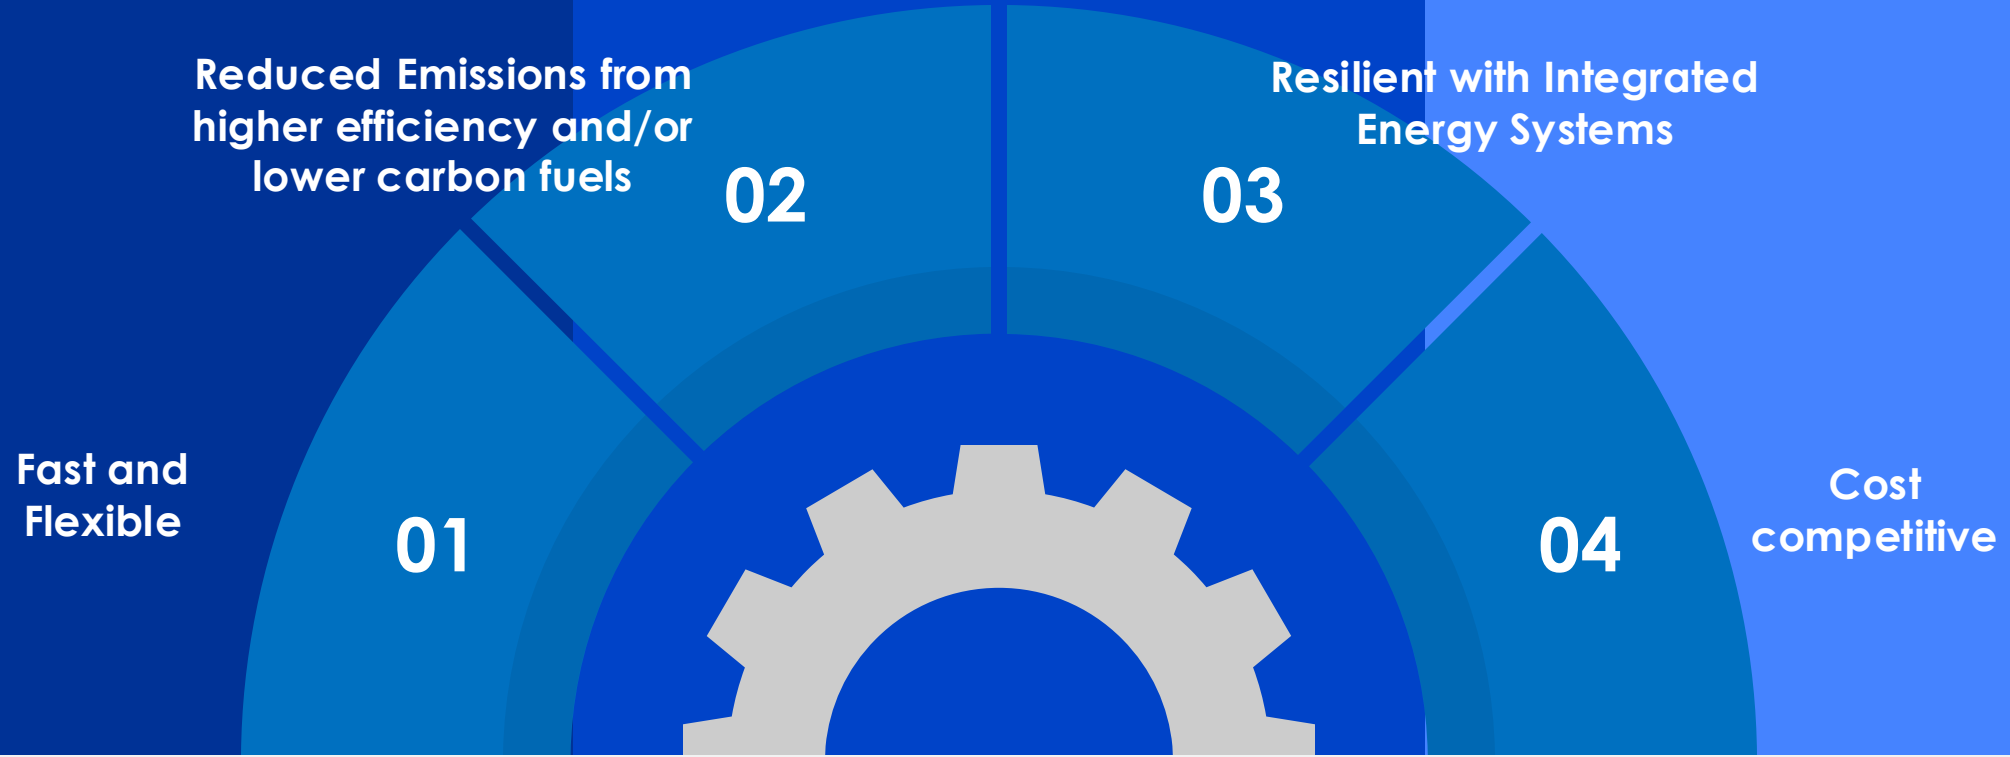 Fast and
Flexible
01
Reduced Emissions from
higher efficiency and/or
lower carbon fuels
02
Resilient with Integrated
Energy Systems
03
Cost
competitive
04